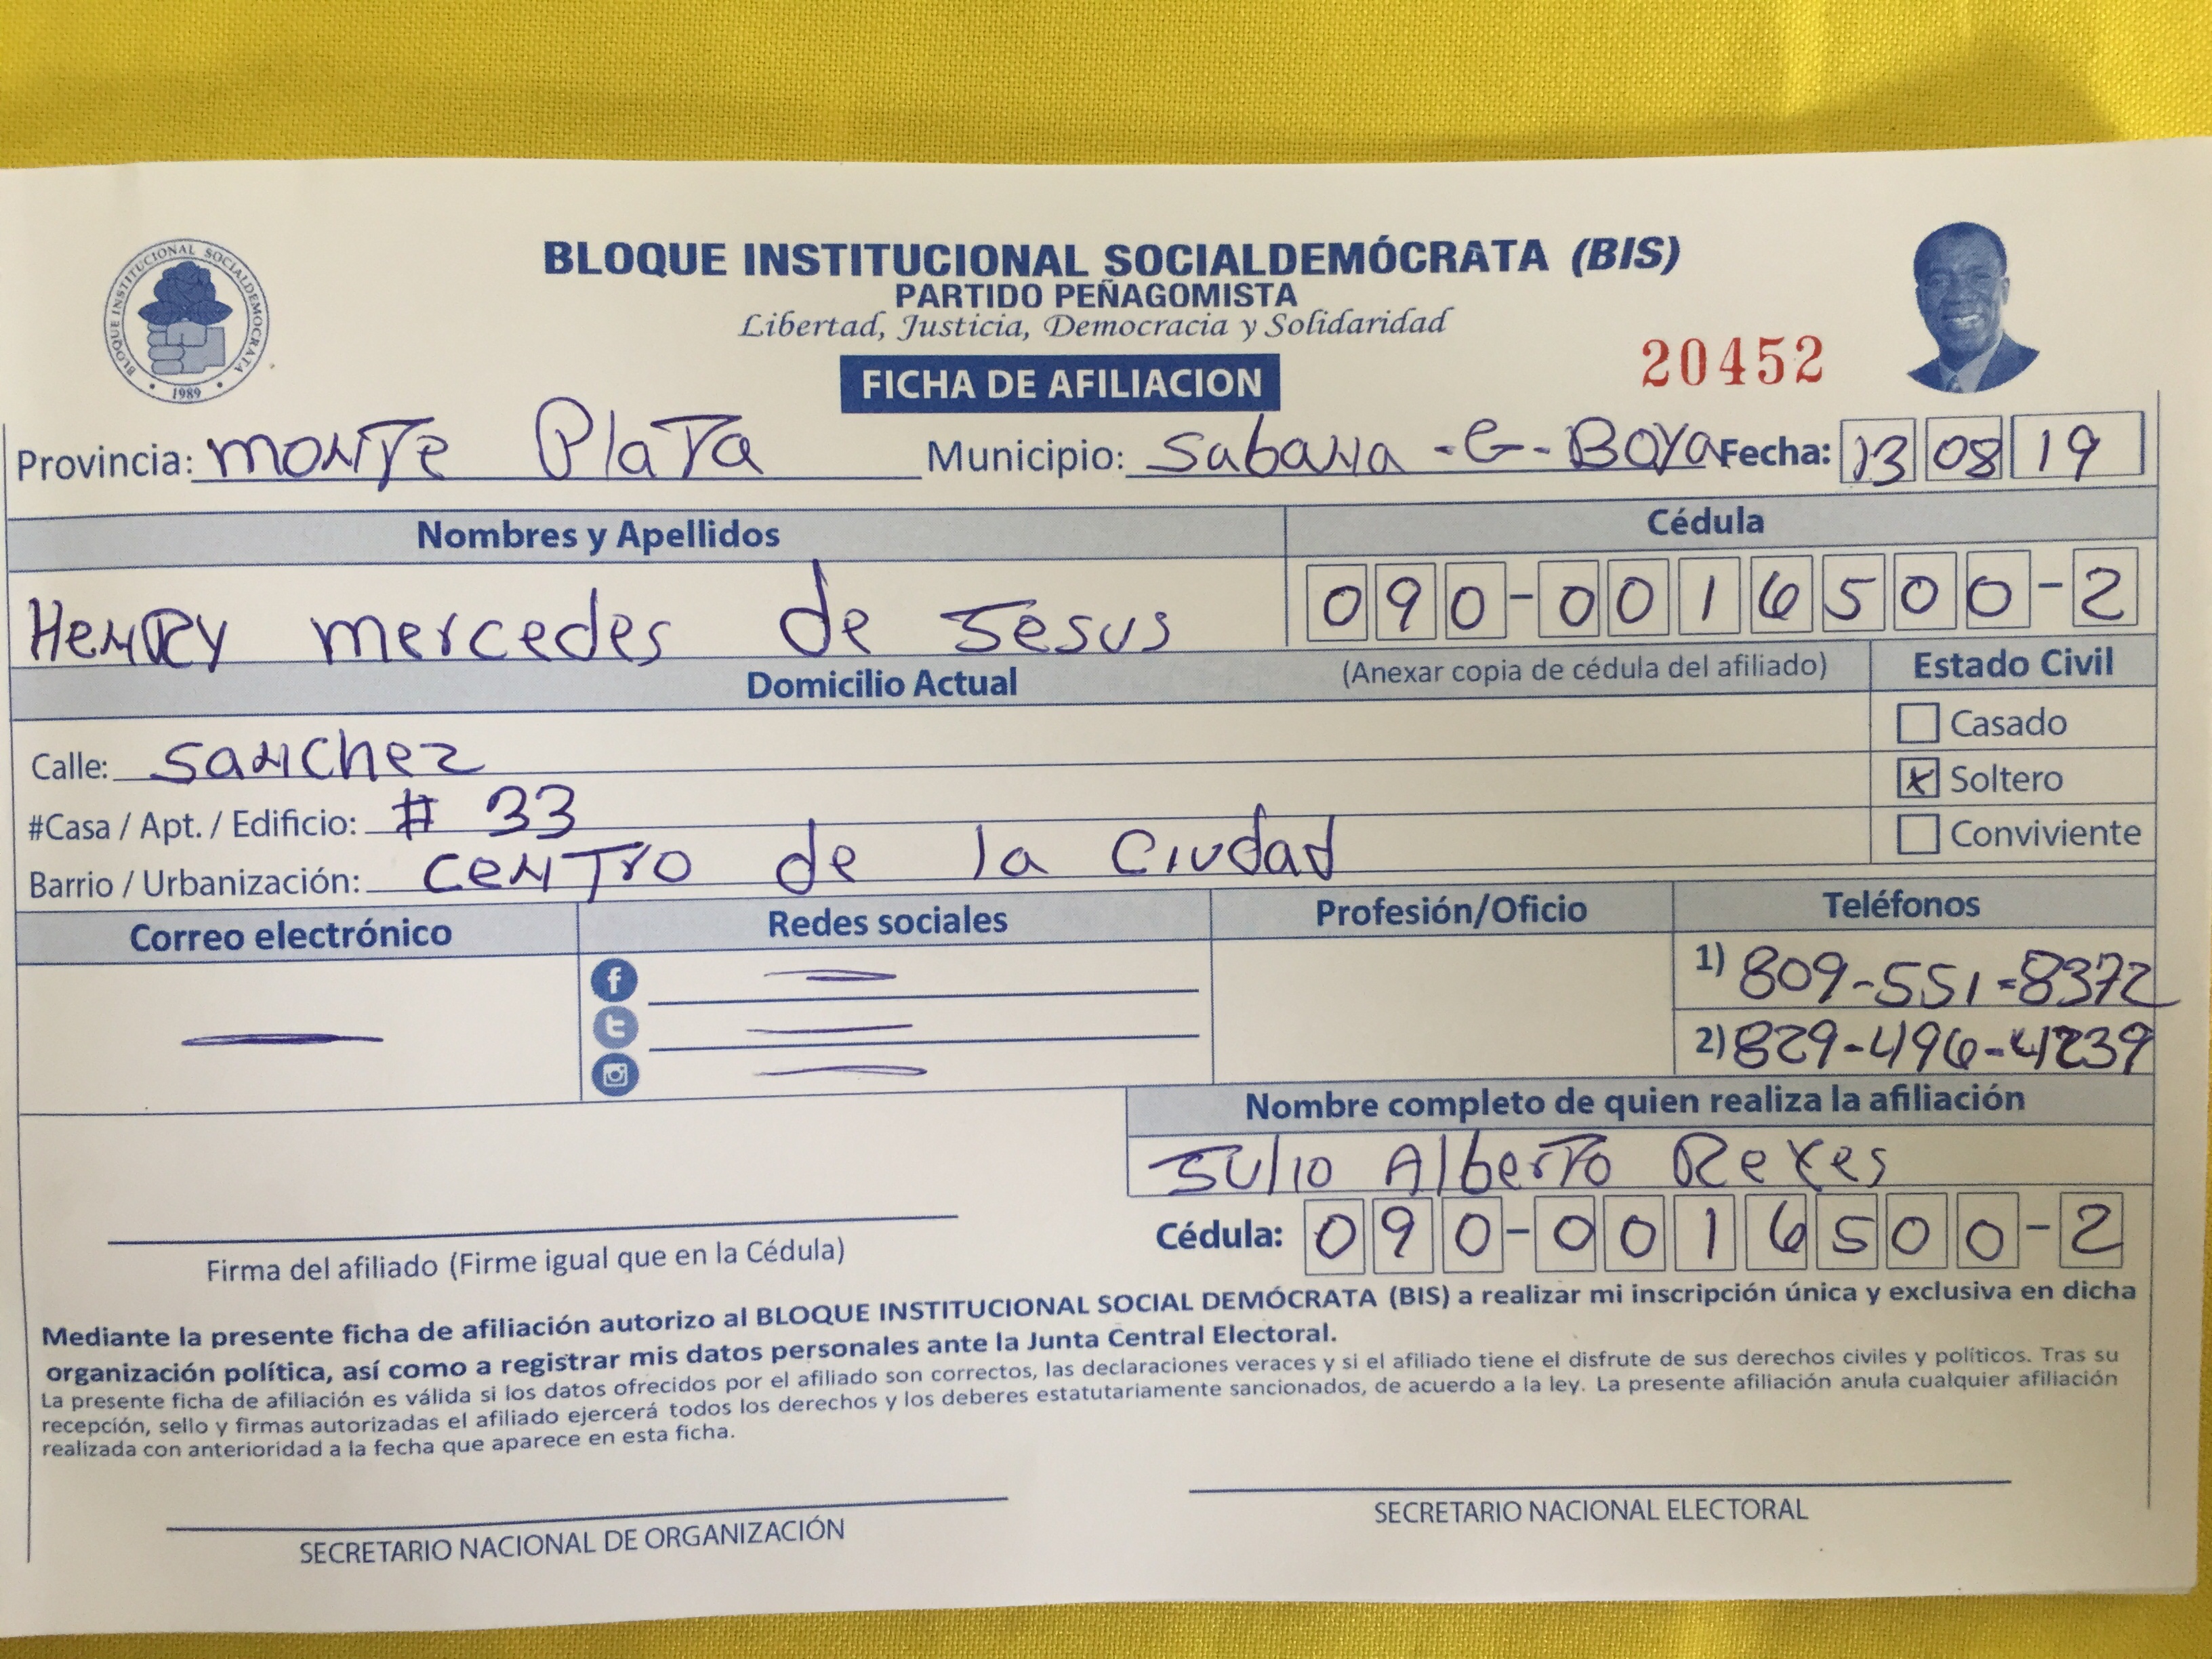 BLOQUE INSTITUCIONAL SOCIALDEMOCRATA
1989
BLOQUE INSTITUCIONAL SOCIALDEMÓCRATA (BIS)
PARTIDO PEÑAGOMISTA
Libertad, Justicia, Democracia y Solidaridad
FICHA DE AFILIACION
20452
Provincia: MONTe PlaTa Municipio: Sabana - G - BOYa Fecha: 13 08 19
Nombres y Apellidos Cédula
HeNRY mercedes de Jesus 090-0016500-2
Domicilio Actual (Anexar copia de cédula del afiliado) Estado Civil
Casado
Calle: Sanchez
x Soltero
#Casa / Apt. / Edificio: # 33
Conviviente
Barrio / Urbanización: CeNTro de la Ciudad
Correo electrónico Redes sociales Profesión/Oficio Teléfonos
1) 809-551-8372
2) 829-496-4239
Nombre completo de quien realiza la afiliación
Julio AlberTo ReYes
Cédula: 090-0016500-2
Firma del afiliado (Firme igual que en la Cédula)
Mediante la presente ficha de afiliación autorizo al BLOQUE INSTITUCIONAL SOCIAL DEMÓCRATA (BIS) a realizar mi inscripción única y exclusiva en dicha
organización política, así como a registrar mis datos personales ante la Junta Central Electoral.
La presente ficha de afiliación es válida si los datos ofrecidos por el afiliado son correctos, las declaraciones veraces y si el afiliado tiene el disfrute de sus derechos civiles y políticos. Tras su
recepción, sello y firmas autorizadas el afiliado ejercerá todos los derechos y los deberes estatutariamente sancionados, de acuerdo a la ley. La presente afiliación anula cualquier afiliación
realizada con anterioridad a la fecha que aparece en esta ficha.
SECRETARIO NACIONAL DE ORGANIZACIÓN SECRETARIO NACIONAL ELECTORAL